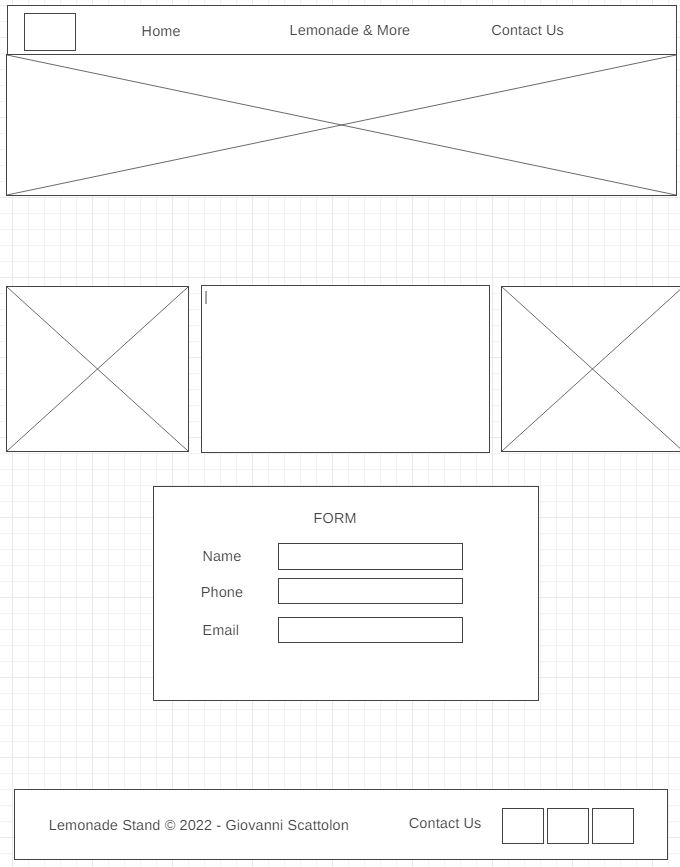 Home
Lemonade & More
Contact Us
FORM
Name
Phone
Email
Lemonade Stand © 2022 - Giovanni Scattolon
Contact Us